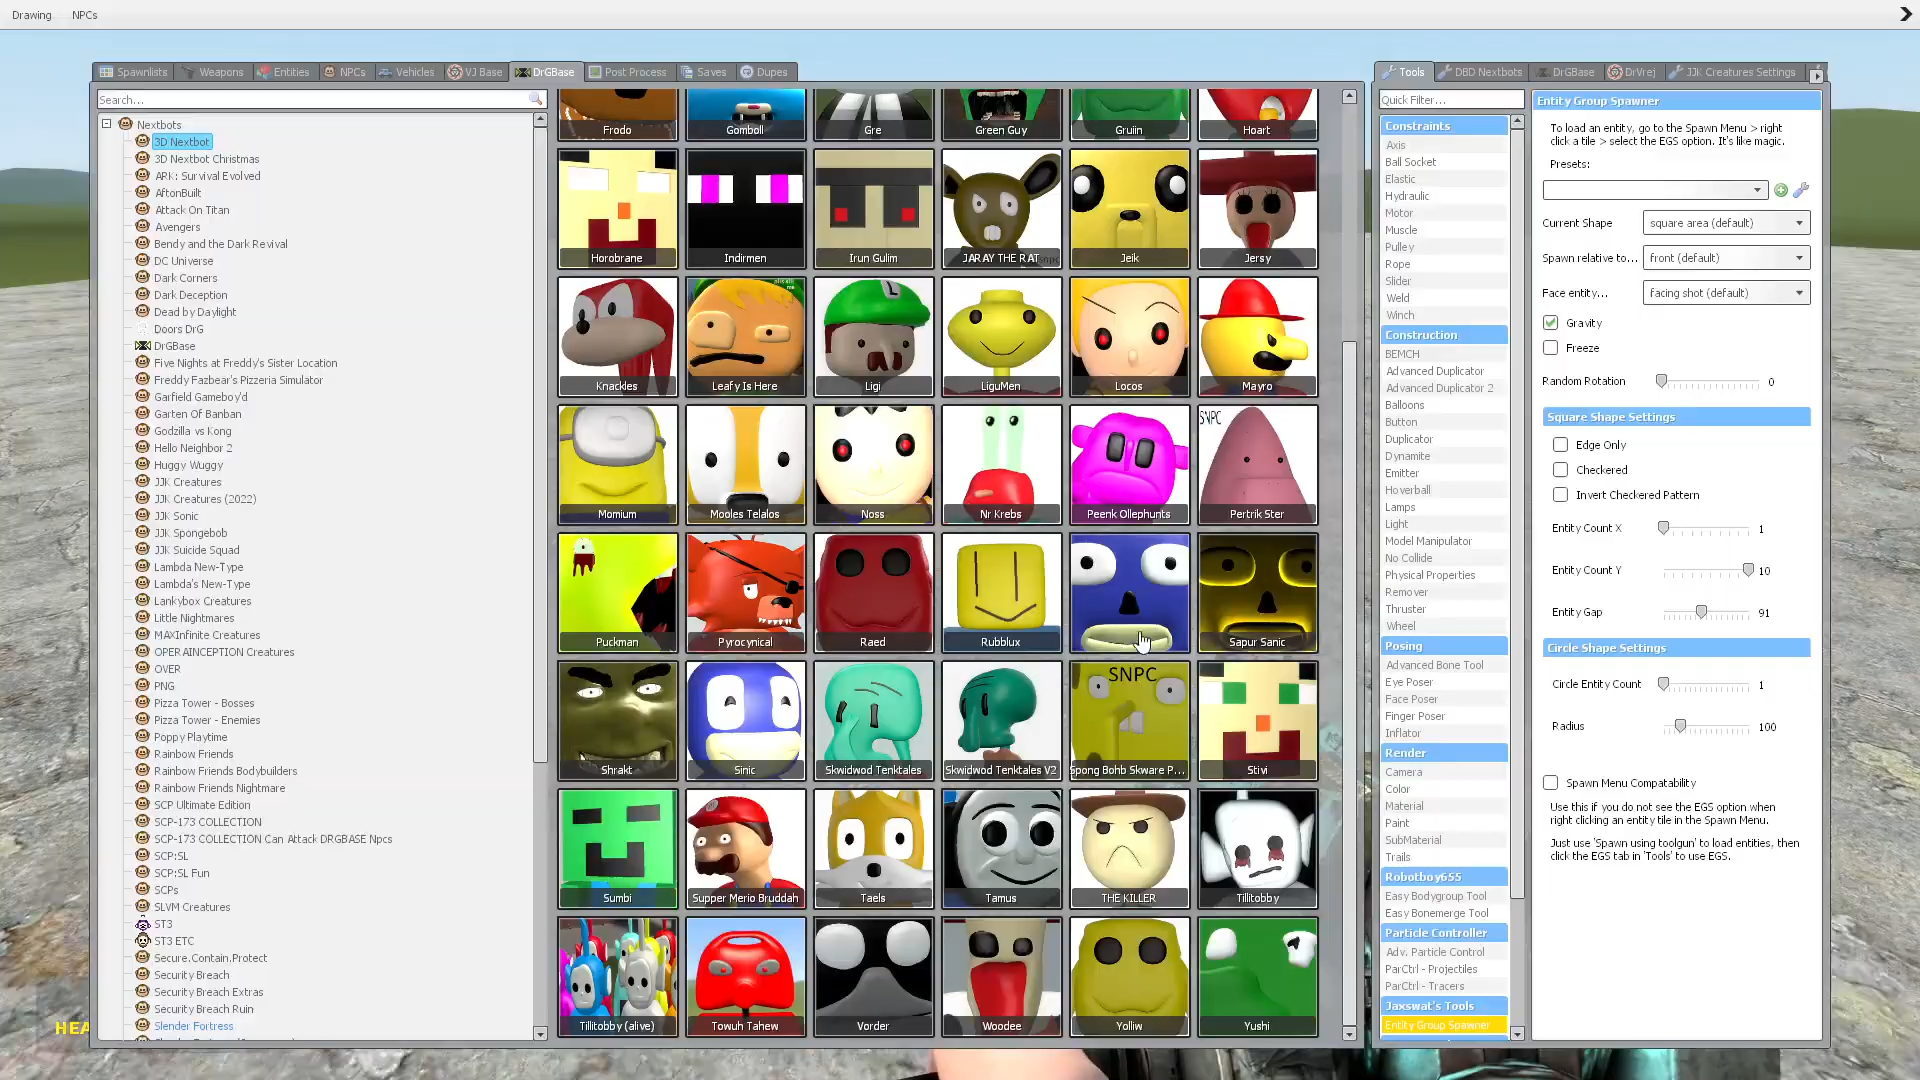 Drawing NPCs
Spawnlists Weapons Entities NPCs Vehicles VJ Base DrGBase Post Process Saves Dupes
Search...
Nextbots
3D Nextbot
3D Nextbot Christmas
ARK: Survival Evolved
AftonBuilt
Attack On Titan
Avengers
Bendy and the Dark Revival
DC Universe
Dark Corners
Dark Deception
Dead by Daylight
Doors DrG
DrGBase
Five Nights at Freddy's Sister Location
Freddy Fazbear's Pizzeria Simulator
Garfield Gameboy'd
Garten Of Banban
Godzilla vs Kong
Hello Neighbor 2
Huggy Wuggy
JJK Creatures
JJK Creatures (2022)
JJK Sonic
JJK Spongebob
JJK Suicide Squad
Lambda New-Type
Lambda's New-Type
Lankybox Creatures
Little Nightmares
MAXInfinite Creatures
OPERAINCEPTION Creatures
OVER
PNG
Pizza Tower - Bosses
Pizza Tower - Enemies
Poppy Playtime
Rainbow Friends
Rainbow Friends Bodybuilders
Rainbow Friends Nightmare
SCP Ultimate Edition
SCP-173 COLLECTION
SCP-173 COLLECTION Can Attack DRGBASE Npcs
SCP:SL
SCP:SL Fun
SCPs
SLVM Creatures
ST3
ST3 ETC
Secure.Contain.Protect
Security Breach
Security Breach Extras
Security Breach Ruin
Slender Fortress
HEA
Frodo Gomboll Gre Green Guy Gruiin Hoart
Horobrane Indirmen Irun Gulim JARAY THE RAT Jeik Jersy
L
Knackles Leafy Is Here Ligi LiguMen Locos Mayro
SNPC
Momium Mooles Telalos Noss Nr Krebs Peenk Ollephunts Pertrik Ster
Puckman Pyrocynical Raed Rubblux Sapur Sanic
SNPC
Shrakt Sinic Skwidwod Tenktales Skwidwod Tenktales V2 Spong Bohb Skware P... Stivi
Sumbi Supper Merio Bruddah Taels Tamus THE KILLER Tillitobby
Tillitobby (alive) Towuh Tahew Vorder Woodee Yolliw Yushi
Tools DBD Nextbots DrGBase DrVrej JJK Creatures Settings
Quick Filter...
Constraints
Axis
Ball Socket
Elastic
Hydraulic
Motor
Muscle
Pulley
Rope
Slider
Weld
Winch
Construction
BEMCH
Advanced Duplicator
Advanced Duplicator 2
Balloons
Button
Duplicator
Dynamite
Emitter
Hoverball
Lamps
Light
Model Manipulator
No Collide
Physical Properties
Remover
Thruster
Wheel
Posing
Advanced Bone Tool
Eye Poser
Face Poser
Finger Poser
Inflator
Render
Camera
Color
Material
Paint
SubMaterial
Trails
Robotboy655
Easy Bodygroup Tool
Easy Bonemerge Tool
Particle Controller
Adv. Particle Control
ParCtrl - Projectiles
ParCtrl - Tracers
Jaxswat's Tools
Entity Group Spawner
Entity Group Spawner
To load an entity, go to the Spawn Menu > right
click a tile > select the EGS option. It's like magic.
Presets:
Current Shape square area (default)
Spawn relative to... front (default)
Face entity... facing shot (default)
Gravity
Freeze
Random Rotation 0
Square Shape Settings
Edge Only
Checkered
Invert Checkered Pattern
Entity Count X 1
Entity Count Y 10
Entity Gap 91
Circle Shape Settings
Circle Entity Count 1
Radius 100
Spawn Menu Compatability
Use this if you do not see the EGS option when
right clicking an entity tile in the Spawn Menu.
Just use 'Spawn using toolgun' to load entities, then
click the EGS tab in 'Tools' to use EGS.